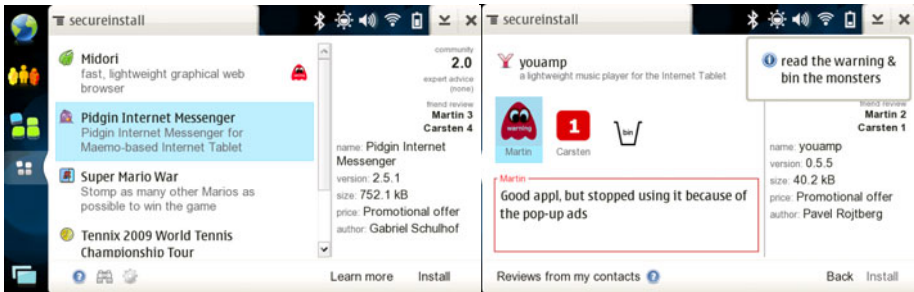 secureinstall
Midori
fast, lightweight graphical web
browser
Pidgin Internet Messenger
Pidgin Internet Messenger for
Maemo-based Internet Tablet
Super Mario War
Stomp as many other Marios as
possible to win the game
Tennix 2009 World Tennis
Championship Tour
community
2.0
expert advice
(none)
friend review
Martin 3
Carsten 4
name: Pidgin Internet
Messenger
version: 2.5.1
size: 752.1 kB
price: Promotional offer
author: Gabriel Schulhof
Learn more Install
secureinstall
youamp
a lightweight music player for the Internet Tablet
read the warning &
bin the monsters
warning
Martin
1
Carsten
bin
Martin
Good appl, but stopped using it because of
the pop-up ads
friend review
Martin 2
Carsten 1
name: youamp
version: 0.5.5
size: 40.2 kB
price: Promotional offer
author: Pavel Rojtberg
Reviews from my contacts ?
Back Install